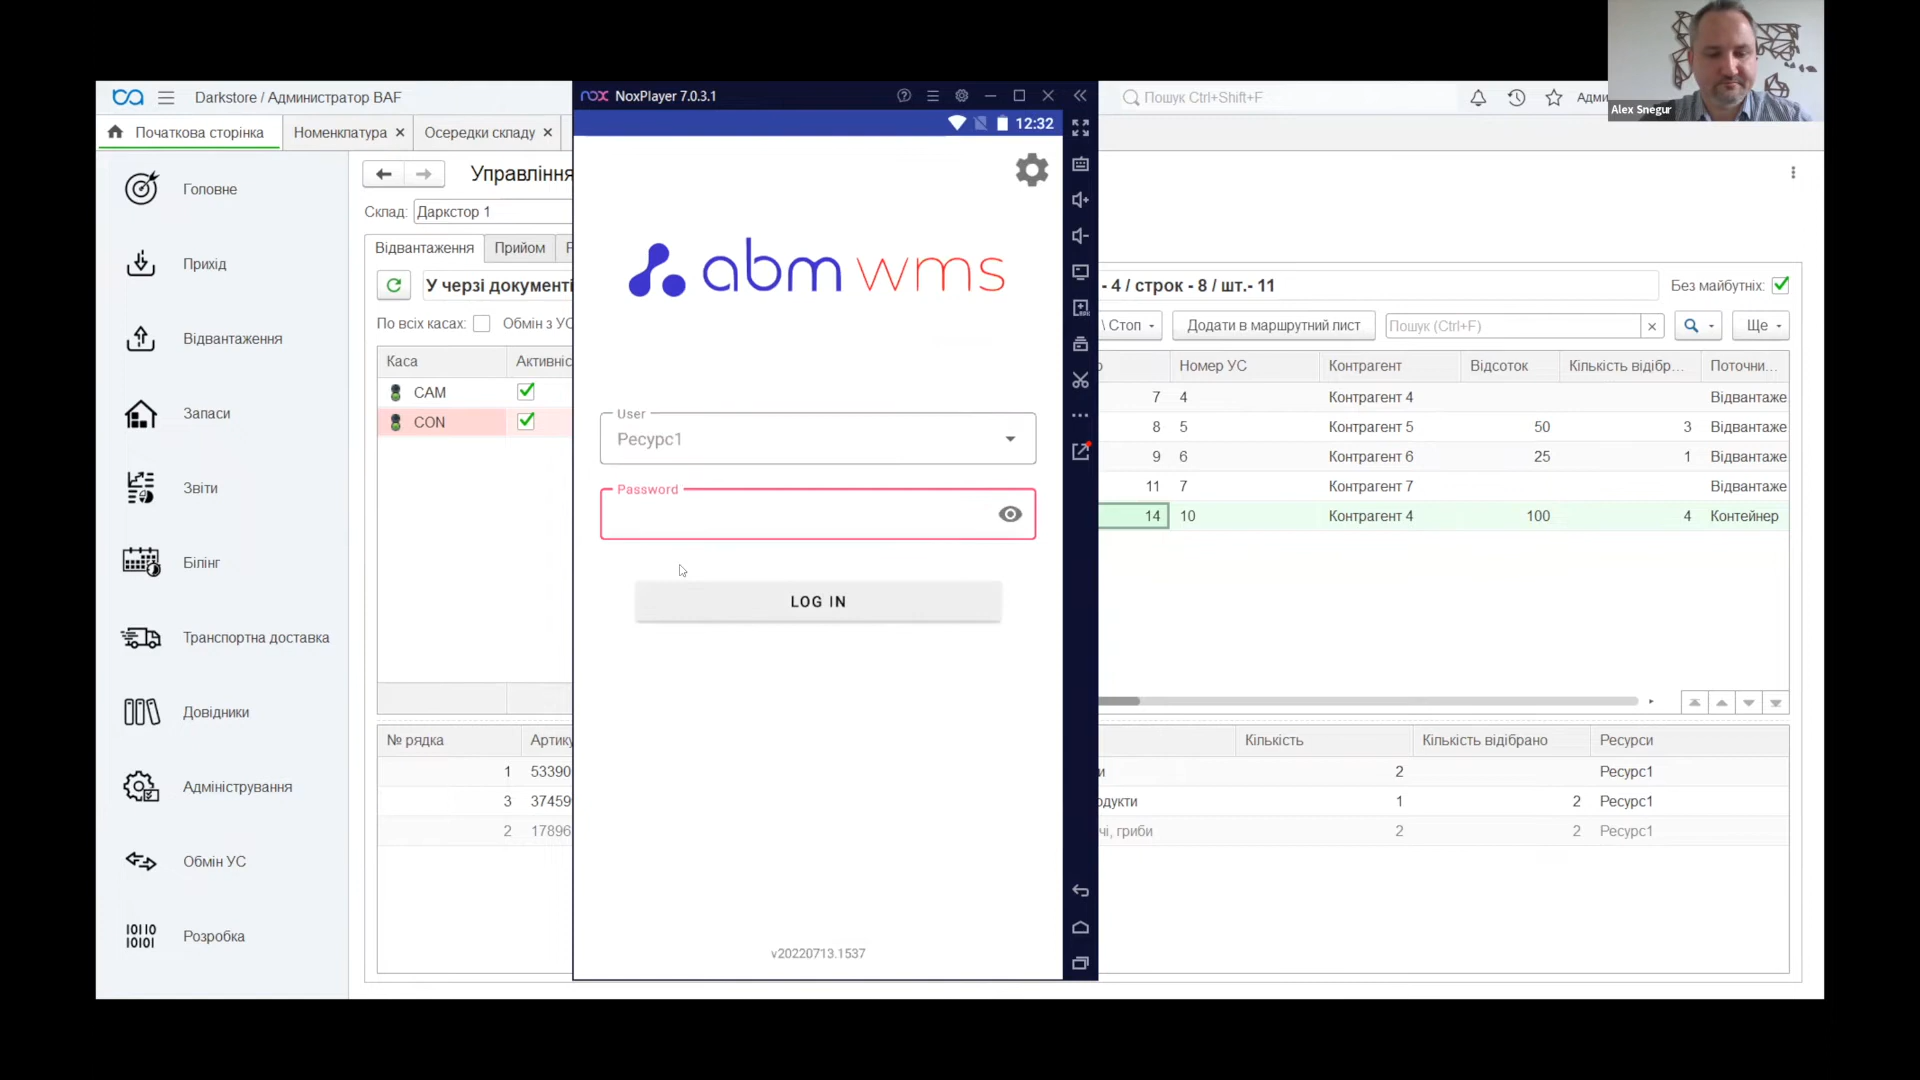 Alex Snegur
Darkstore / Администратор BAF
nox NoxPlayer 7.0.3.1
Пошук Ctrl+Shift+F
Початкова сторінка
Номенклатура
Осередки складу
12:32
Головне
Прихід
Відвантаження
Запаси
Звіти
Білінг
Транспортна доставка
Довідники
Адміністрування
Обмін УС
Розробка
Управління
Склад: Даркстор 1
Відвантаження
Прийом
У черзі документі
- 4 / строк - 8 / шт.- 11
Без майбутніх:
По всіх касах:
Обмін з УС
\ Стоп
Додати в маршрутний лист
Пошук (Ctrl+F)
Ще
Каса Активніс
CAM
CON
Номер УС Контрагент Відсоток Кількість відібр... Поточни...
7 4 Контрагент 4 Відвантаже
8 5 Контрагент 5 50 3 Відвантаже
9 6 Контрагент 6 25 1 Відвантаже
11 7 Контрагент 7 Відвантаже
14 10 Контрагент 4 100 4 Контейнер
abm wms
User
Ресурс1
Password
LOG IN
v20220713.1537
№ рядка Артику Кількість Кількість відібрано Ресурси
1 53390 и 2 Ресурс1
3 37459 одукти 1 2 Ресурс1
2 17896 чі, гриби 2 2 Ресурс1